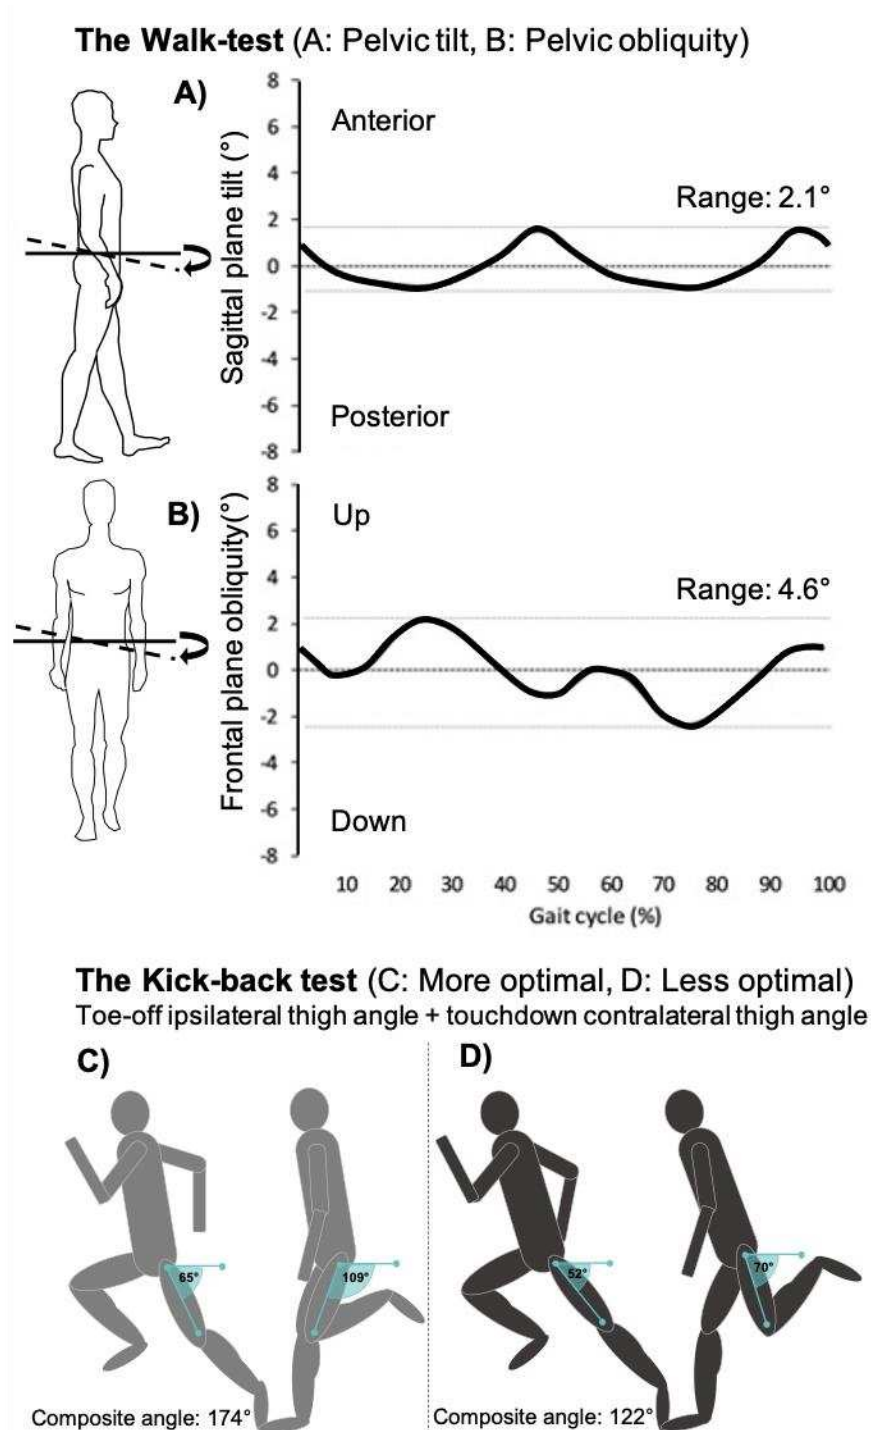 The Walk-test (A: Pelvic tilt, B: Pelvic obliquity)
A)
Sagittal plane tilt (°)
8
6
4
2
0
-2
-4
-6
-8
Anterior
Range: 2.1°
Posterior
B)
Frontal plane obliquity(°)
8
6
4
2
0
-2
-4
-6
-8
Up
Range: 4.6°
Down
10 20 30 40 50 60 70 80 90 100
Gait cycle (%)
The Kick-back test (C: More optimal, D: Less optimal)
Toe-off ipsilateral thigh angle + touchdown contralateral thigh angle
C)
65°
109°
Composite angle: 174°
D)
52°
70°
Composite angle: 122°